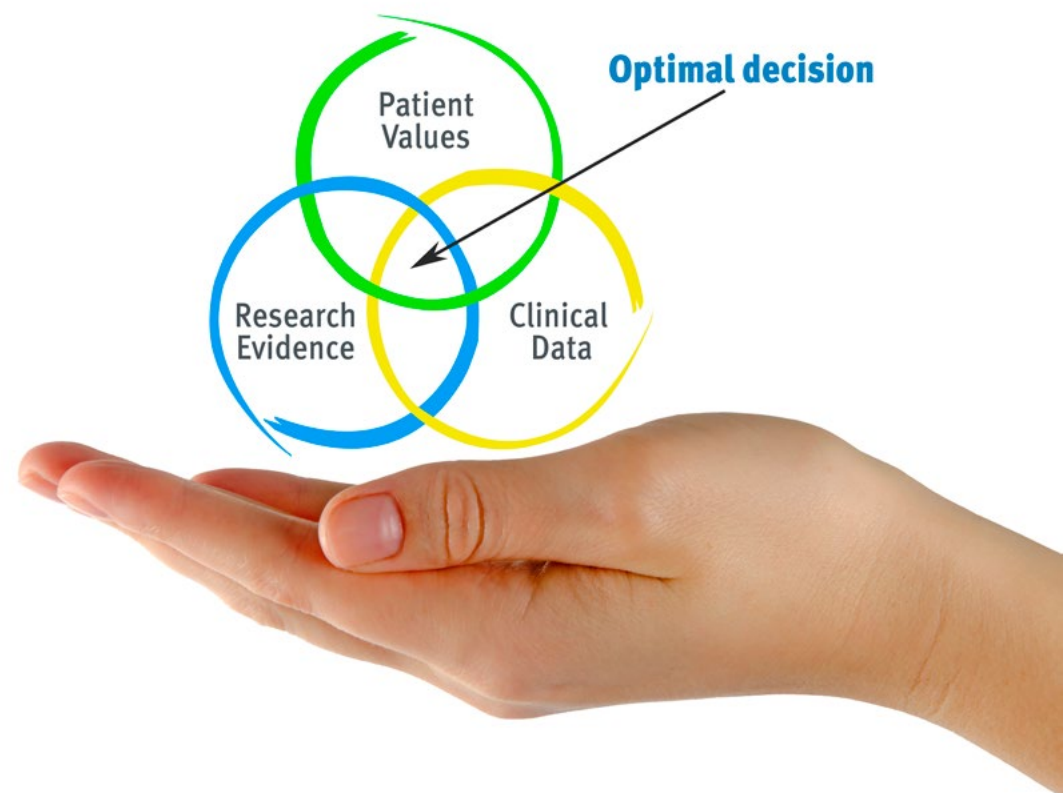 Optimal decision
Patient
Values
Research
Evidence
Clinical
Data